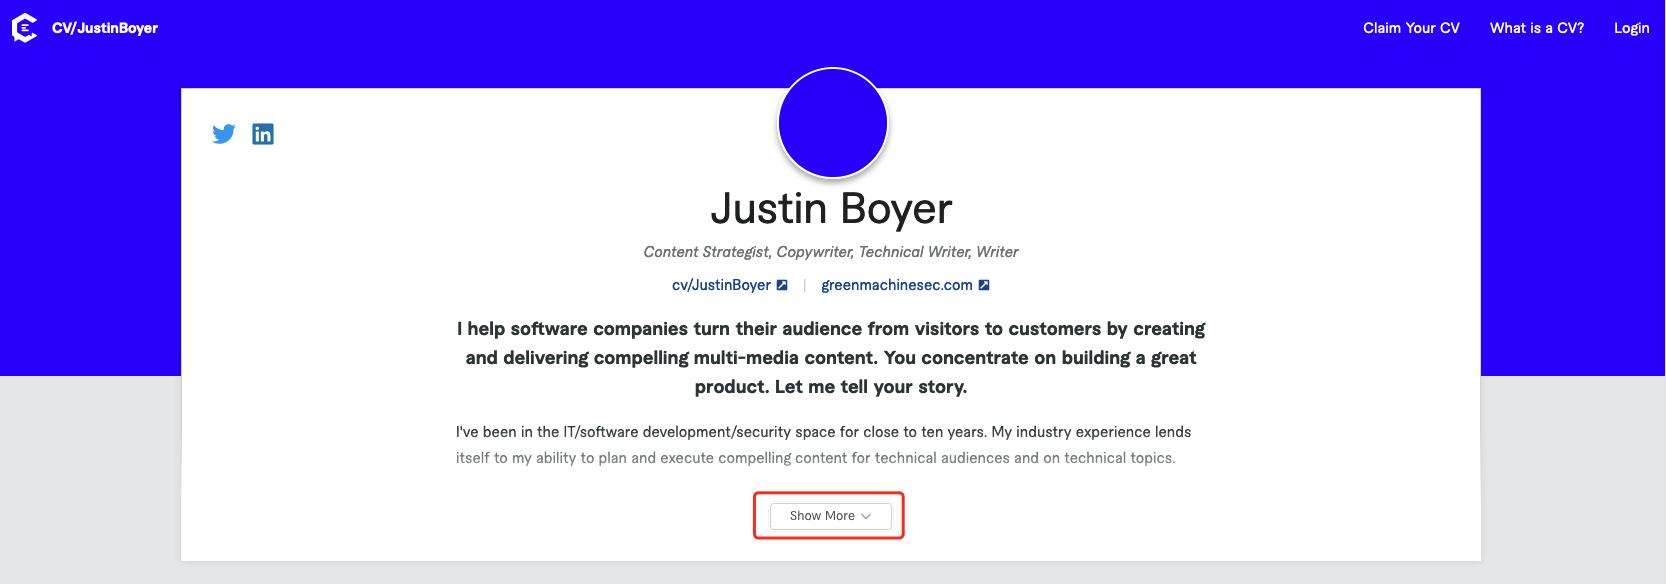 CV/JustinBoyer
Claim Your CV
What is a CV?
Login
in
Justin Boyer
Content Strategist, Copywriter, Technical Writer, Writer
cv/JustinBoyer | greenmachinesec.com
I help software companies turn their audience from visitors to customers by creating
and delivering compelling multi-media content. You concentrate on building a great
product. Let me tell your story.
I've been in the IT/software development/security space for close to ten years. My industry experience lends
itself to my ability to plan and execute compelling content for technical audiences and on technical topics.
Show More